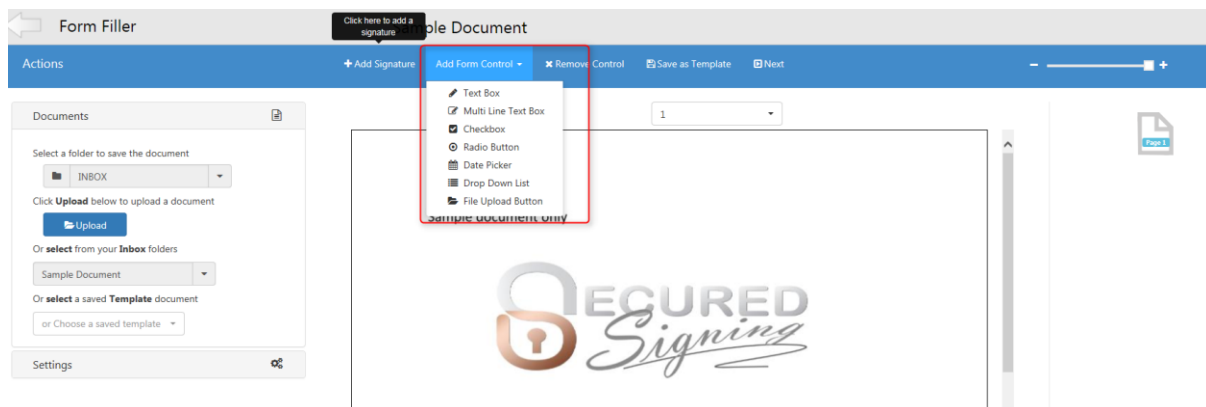 Form Filler
Click here to add a
signature
ple Document
Actions
Add Signature
Add Form Control
Remove Control
Save as Template
Next
Text Box
Multi Line Text Box
Checkbox
Radio Button
Date Picker
Drop Down List
File Upload Button
Documents
Select a folder to save the document
INBOX
Click Upload below to upload a document
Upload
Or select from your Inbox folders
Sample Document
Or select a saved Template document
or Choose a saved template
Settings
1
Sample document only
SECURED
Signing
Page 1